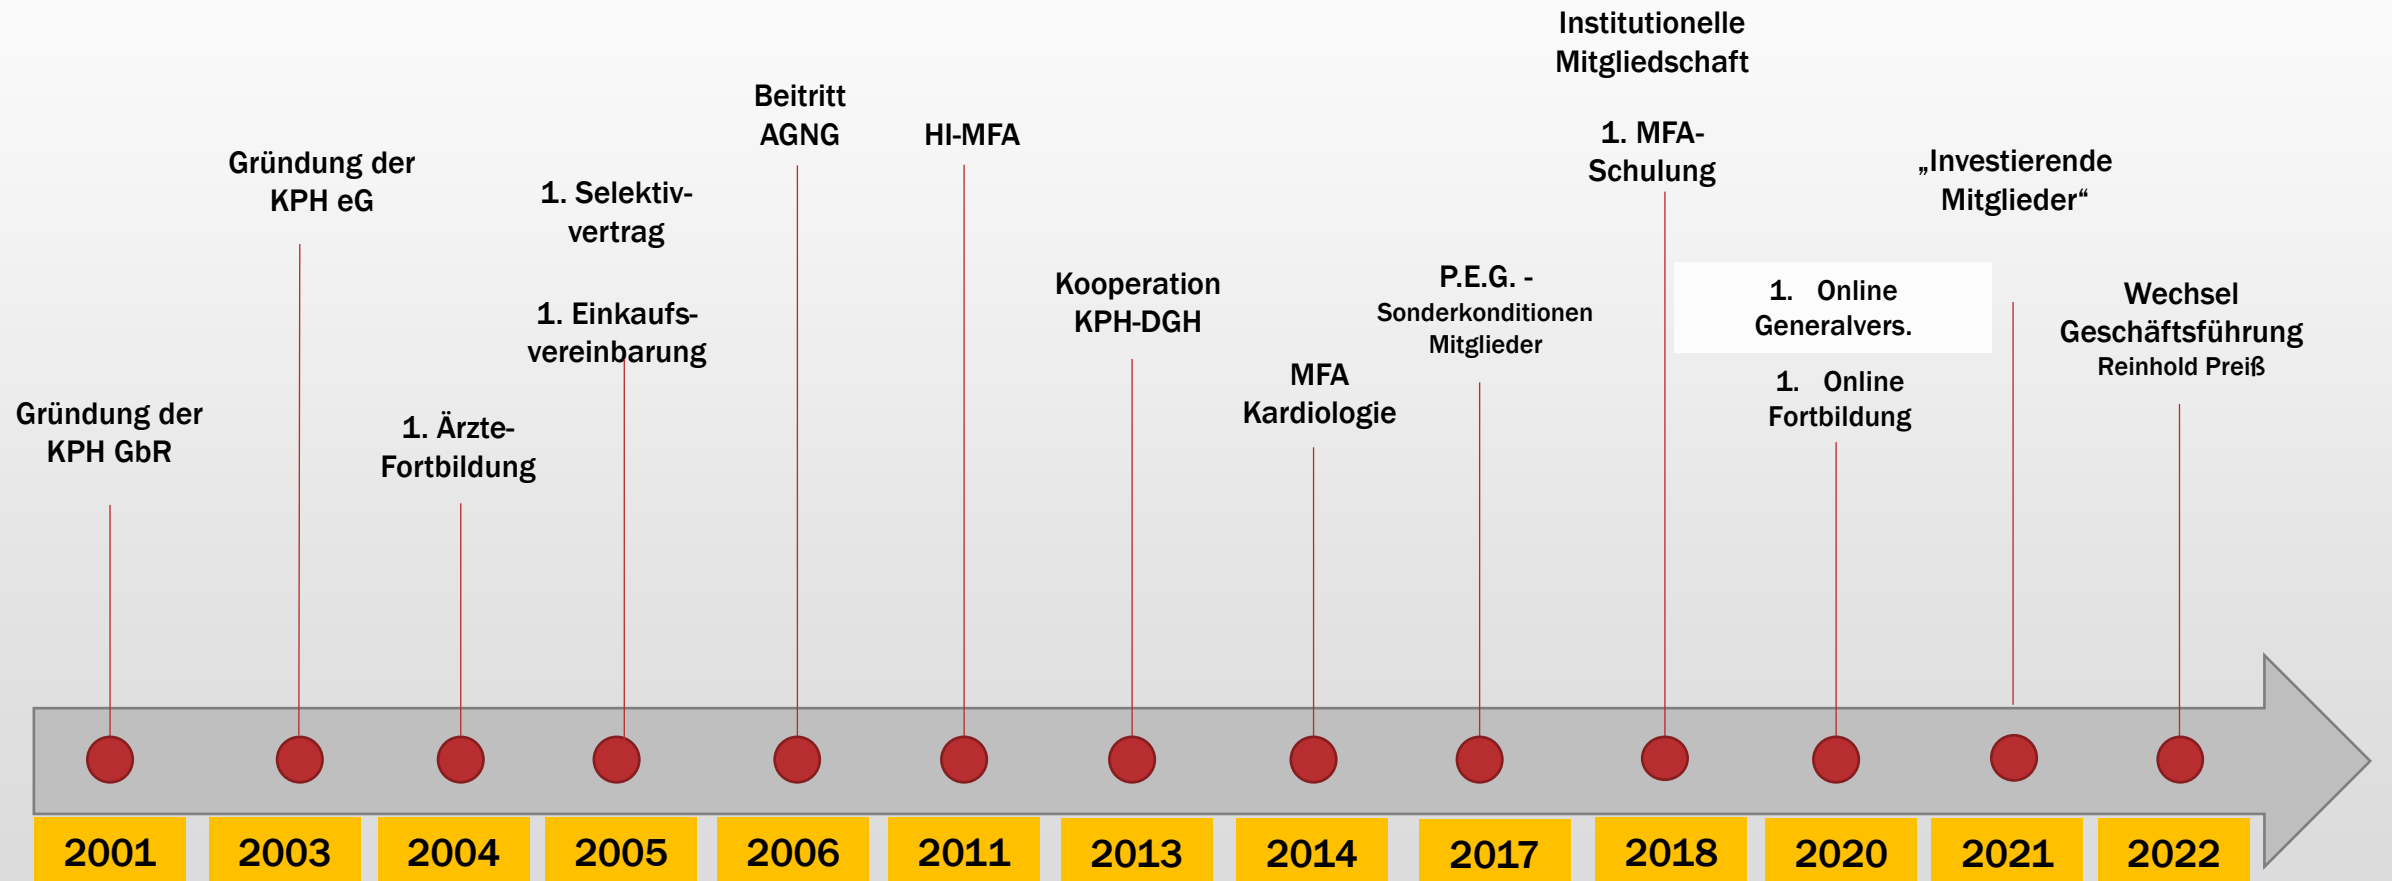 Gründung der
KPH GbR
Gründung der
KPH eG
1. Ärzte-
Fortbildung
1. Selektiv-
vertrag
1. Einkaufs-
vereinbarung
Beitritt
AGNG
HI-MFA
Kooperation
KPH-DGH
MFA
Kardiologie
P.E.G. -
Sonderkonditionen
Mitglieder
Institutionelle
Mitgliedschaft
1. MFA-
Schulung
1. Online
Generalvers.
1. Online
Fortbildung
„Investierende
Mitglieder“
Wechsel
Geschäftsführung
Reinhold Preiß
2001 2003 2004 2005 2006 2011 2013 2014 2017 2018 2020 2021 2022